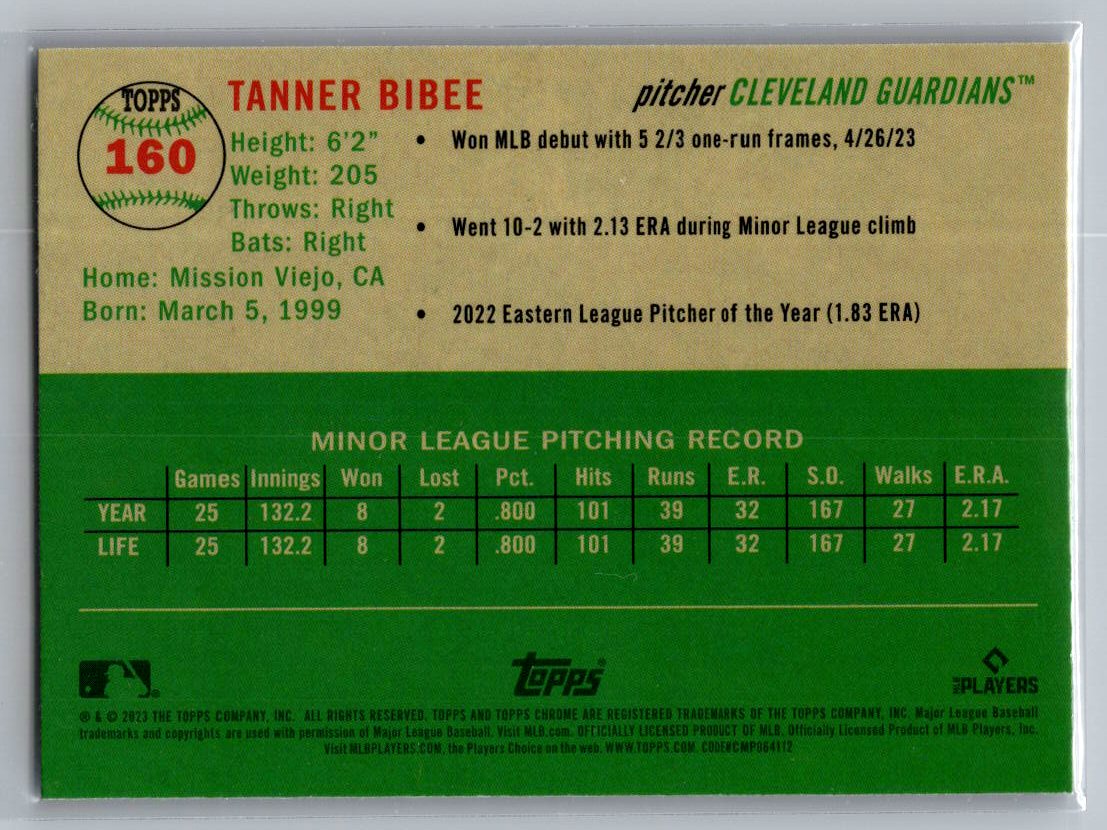 TOPPS
160
TANNER BIBEE
pitcher CLEVELAND GUARDIANS™
Height: 6'2"
Weight: 205
Throws: Right
Bats: Right
Home: Mission Viejo, CA
Born: March 5, 1999
• Won MLB debut with 5 2/3 one-run frames, 4/26/23
• Went 10-2 with 2.13 ERA during Minor League climb
• 2022 Eastern League Pitcher of the Year (1.83 ERA)
MINOR LEAGUE PITCHING RECORD
Games Innings Won Lost Pct. Hits Runs E.R. S.O. Walks E.R.A.
YEAR 25 132.2 8 2 .800 101 39 32 167 27 2.17
LIFE 25 132.2 8 2 .800 101 39 32 167 27 2.17
topps®
MLB PLAYERS
® & © 2023 THE TOPPS COMPANY, INC. ALL RIGHTS RESERVED. TOPPS AND TOPPS CHROME ARE REGISTERED TRADEMARKS OF THE TOPPS COMPANY, INC. Major League Baseball
trademarks and copyrights are used with permission of Major League Baseball. Visit MLB.com. OFFICIALLY LICENSED PRODUCT OF MLB. Officially Licensed Product of MLB Players, Inc.
Visit MLBPLAYERS.COM, the Players Choice on the web. WWW.TOPPS.COM. CODE#CMP064112